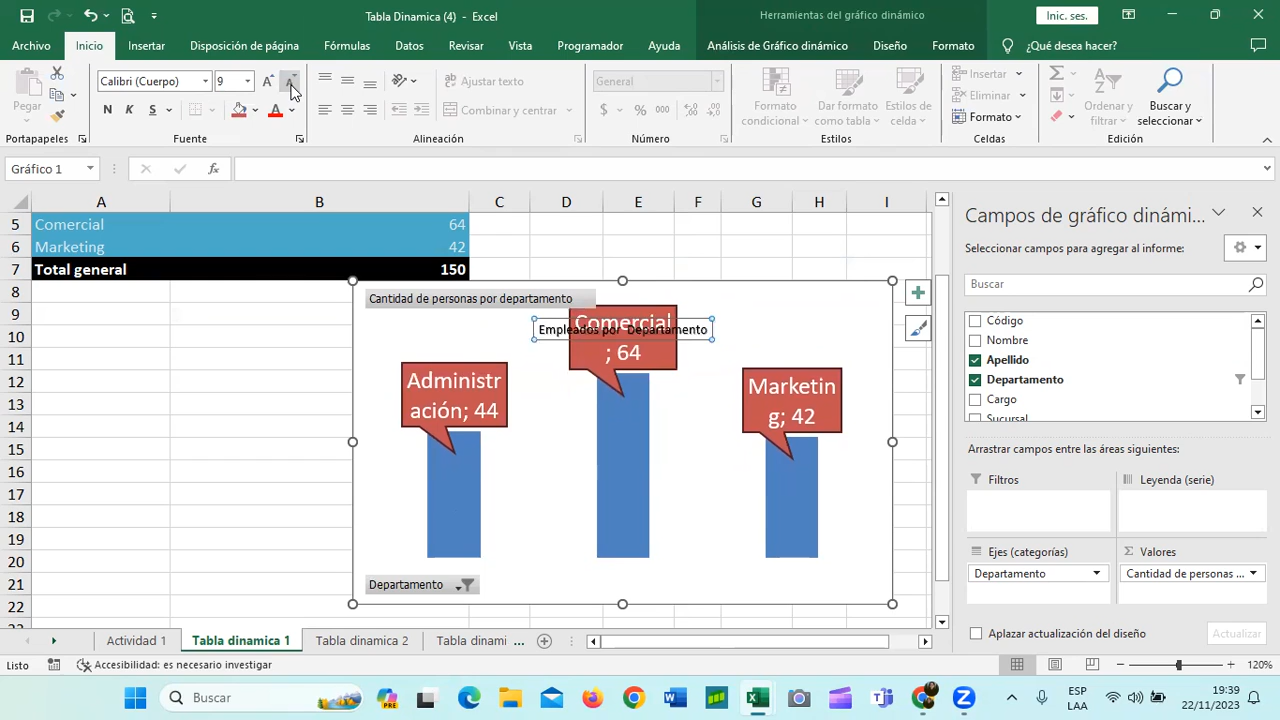 Tabla Dinamica (4) - Excel
Herramientas del gráfico dinámico
Inic. ses.
Archivo
Inicio
Insertar
Disposición de página
Fórmulas
Datos
Revisar
Vista
Programador
Ayuda
Análisis de Gráfico dinámico
Diseño
Formato
¿Qué desea hacer?
Calibri (Cuerpo)
9
Ajustar texto
General
Insertar
Pegar
N K S
Combinar y centrar
$ % 000
Formato condicional
Dar formato como tabla
Estilos de celda
Eliminar
Formato
Ordenar y filtrar
Buscar y seleccionar
Portapapeles
Fuente
Alineación
Número
Estilos
Celdas
Edición
Gráfico 1
fx
A B C D E F G H I
5 Comercial 64
6 Marketing 42
7 Total general 150
8
9
10
11
12
13
14
15
16
17
18
19
20
21
22
Cantidad de personas por departamento
Empleados por Departamento
Comercial
; 64
Administr
ación; 44
Marketin
g; 42
Departamento
Campos de gráfico dinámi...
Seleccionar campos para agregar al informe:
Buscar
Código
Nombre
Apellido
Departamento
Cargo
Sucursal
Arrastrar campos entre las áreas siguientes:
Filtros
Leyenda (serie)
Ejes (categorías)
Valores
Departamento
Cantidad de personas ...
Aplazar actualización del diseño
Actualizar
Actividad 1
Tabla dinamica 1
Tabla dinamica 2
Tabla dinami ...
Listo
Accesibilidad: es necesario investigar
120%
Buscar
PRE
ESP
LAA
19:39
22/11/2023